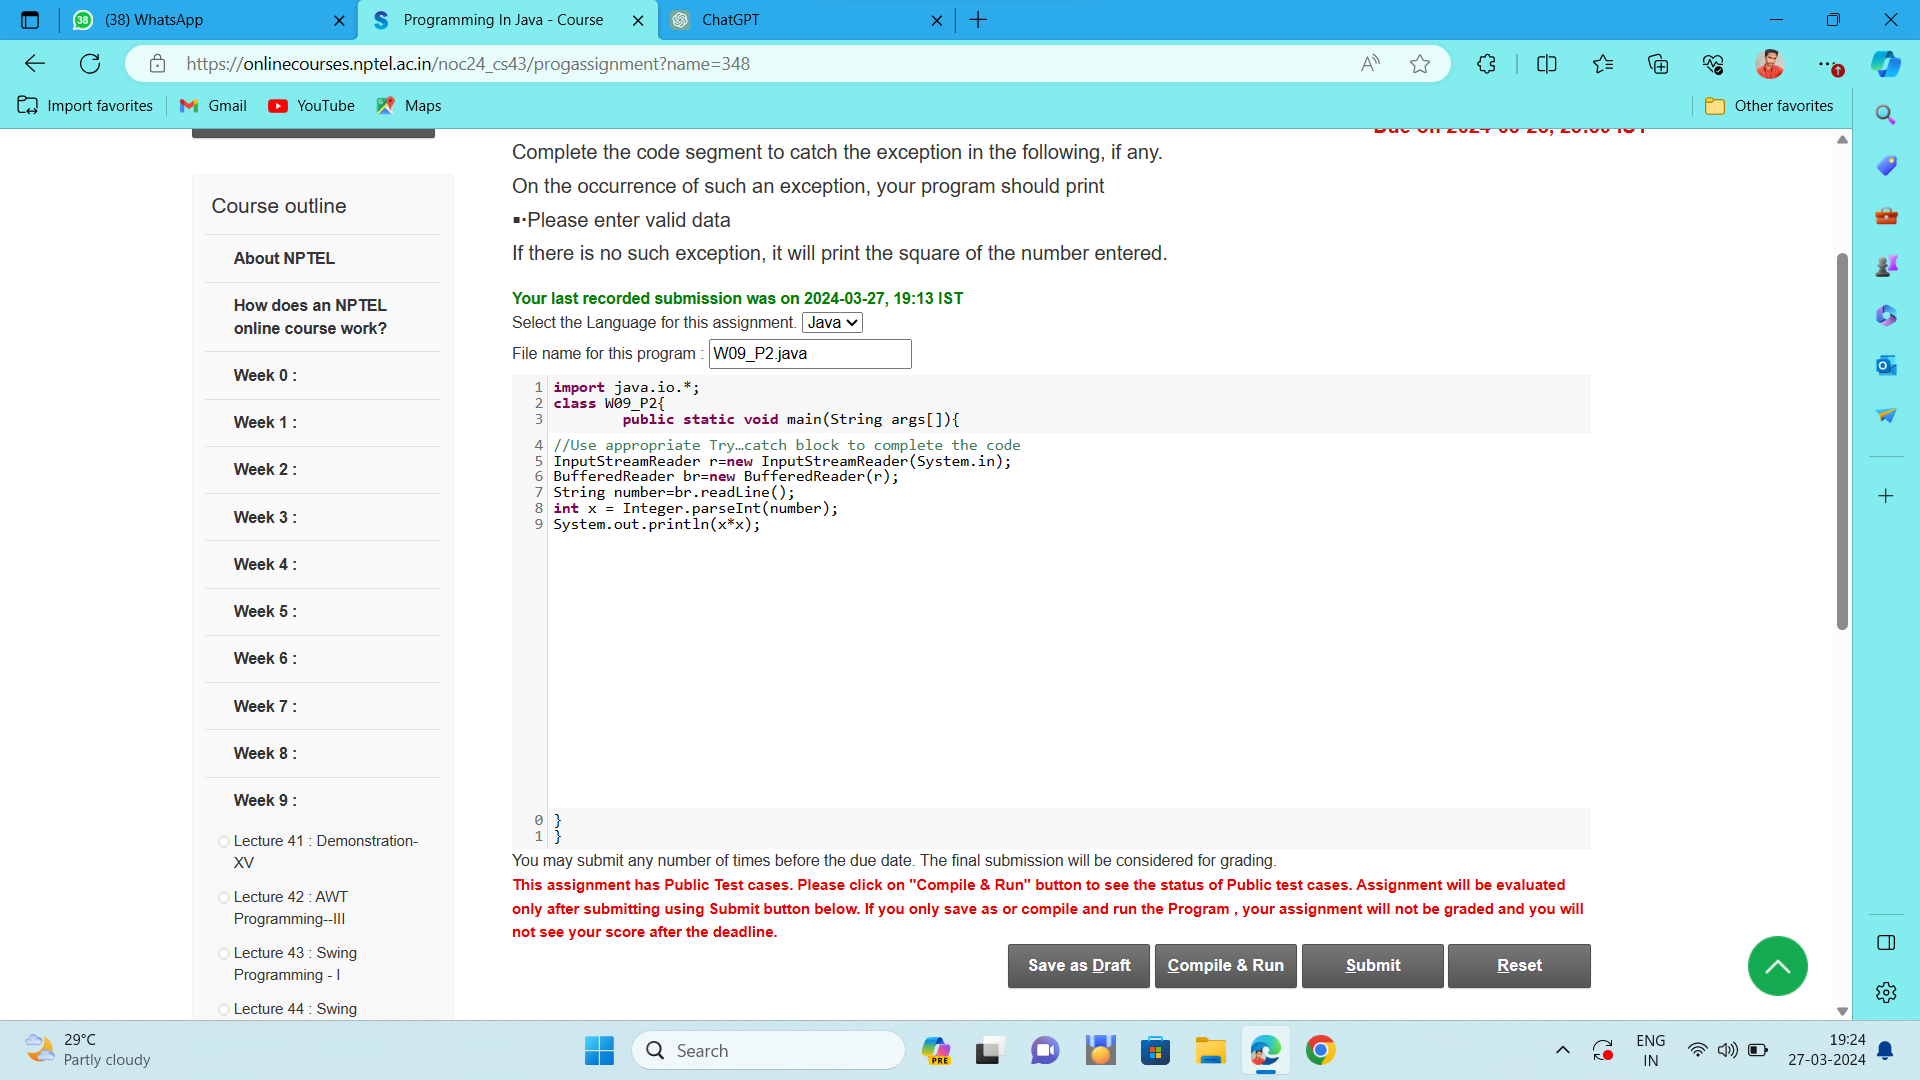 (38) WhatsApp
Programming In Java - Course
ChatGPT
https://onlinecourses.nptel.ac.in/noc24_cs43/progassignment?name=348
Import favorites
Gmail
YouTube
Maps
Other favorites
Course outline
About NPTEL
How does an NPTEL
online course work?
Week 0 :
Week 1 :
Week 2 :
Week 3 :
Week 4 :
Week 5 :
Week 6 :
Week 7 :
Week 8 :
Week 9 :
Lecture 41 : Demonstration-
XV
Lecture 42 : AWT
Programming--III
Lecture 43 : Swing
Programming - I
Lecture 44 : Swing
Complete the code segment to catch the exception in the following, if any.
On the occurrence of such an exception, your program should print
▪·Please enter valid data
If there is no such exception, it will print the square of the number entered.
Your last recorded submission was on 2024-03-27, 19:13 IST
Select the Language for this assignment. Java
File name for this program : W09_P2.java
1 import java.io.*;
2 class W09_P2{
3 public static void main(String args[]){
4 //Use appropriate Try…catch block to complete the code
5 InputStreamReader r=new InputStreamReader(System.in);
6 BufferedReader br=new BufferedReader(r);
7 String number=br.readLine();
8 int x = Integer.parseInt(number);
9 System.out.println(x*x);
0 }
1 }
You may submit any number of times before the due date. The final submission will be considered for grading.
This assignment has Public Test cases. Please click on "Compile & Run" button to see the status of Public test cases. Assignment will be evaluated
only after submitting using Submit button below. If you only save as or compile and run the Program , your assignment will not be graded and you will
not see your score after the deadline.
Save as Draft
Compile & Run
Submit
Reset
29°C
Partly cloudy
Search
PRE
ENG
IN
19:24
27-03-2024